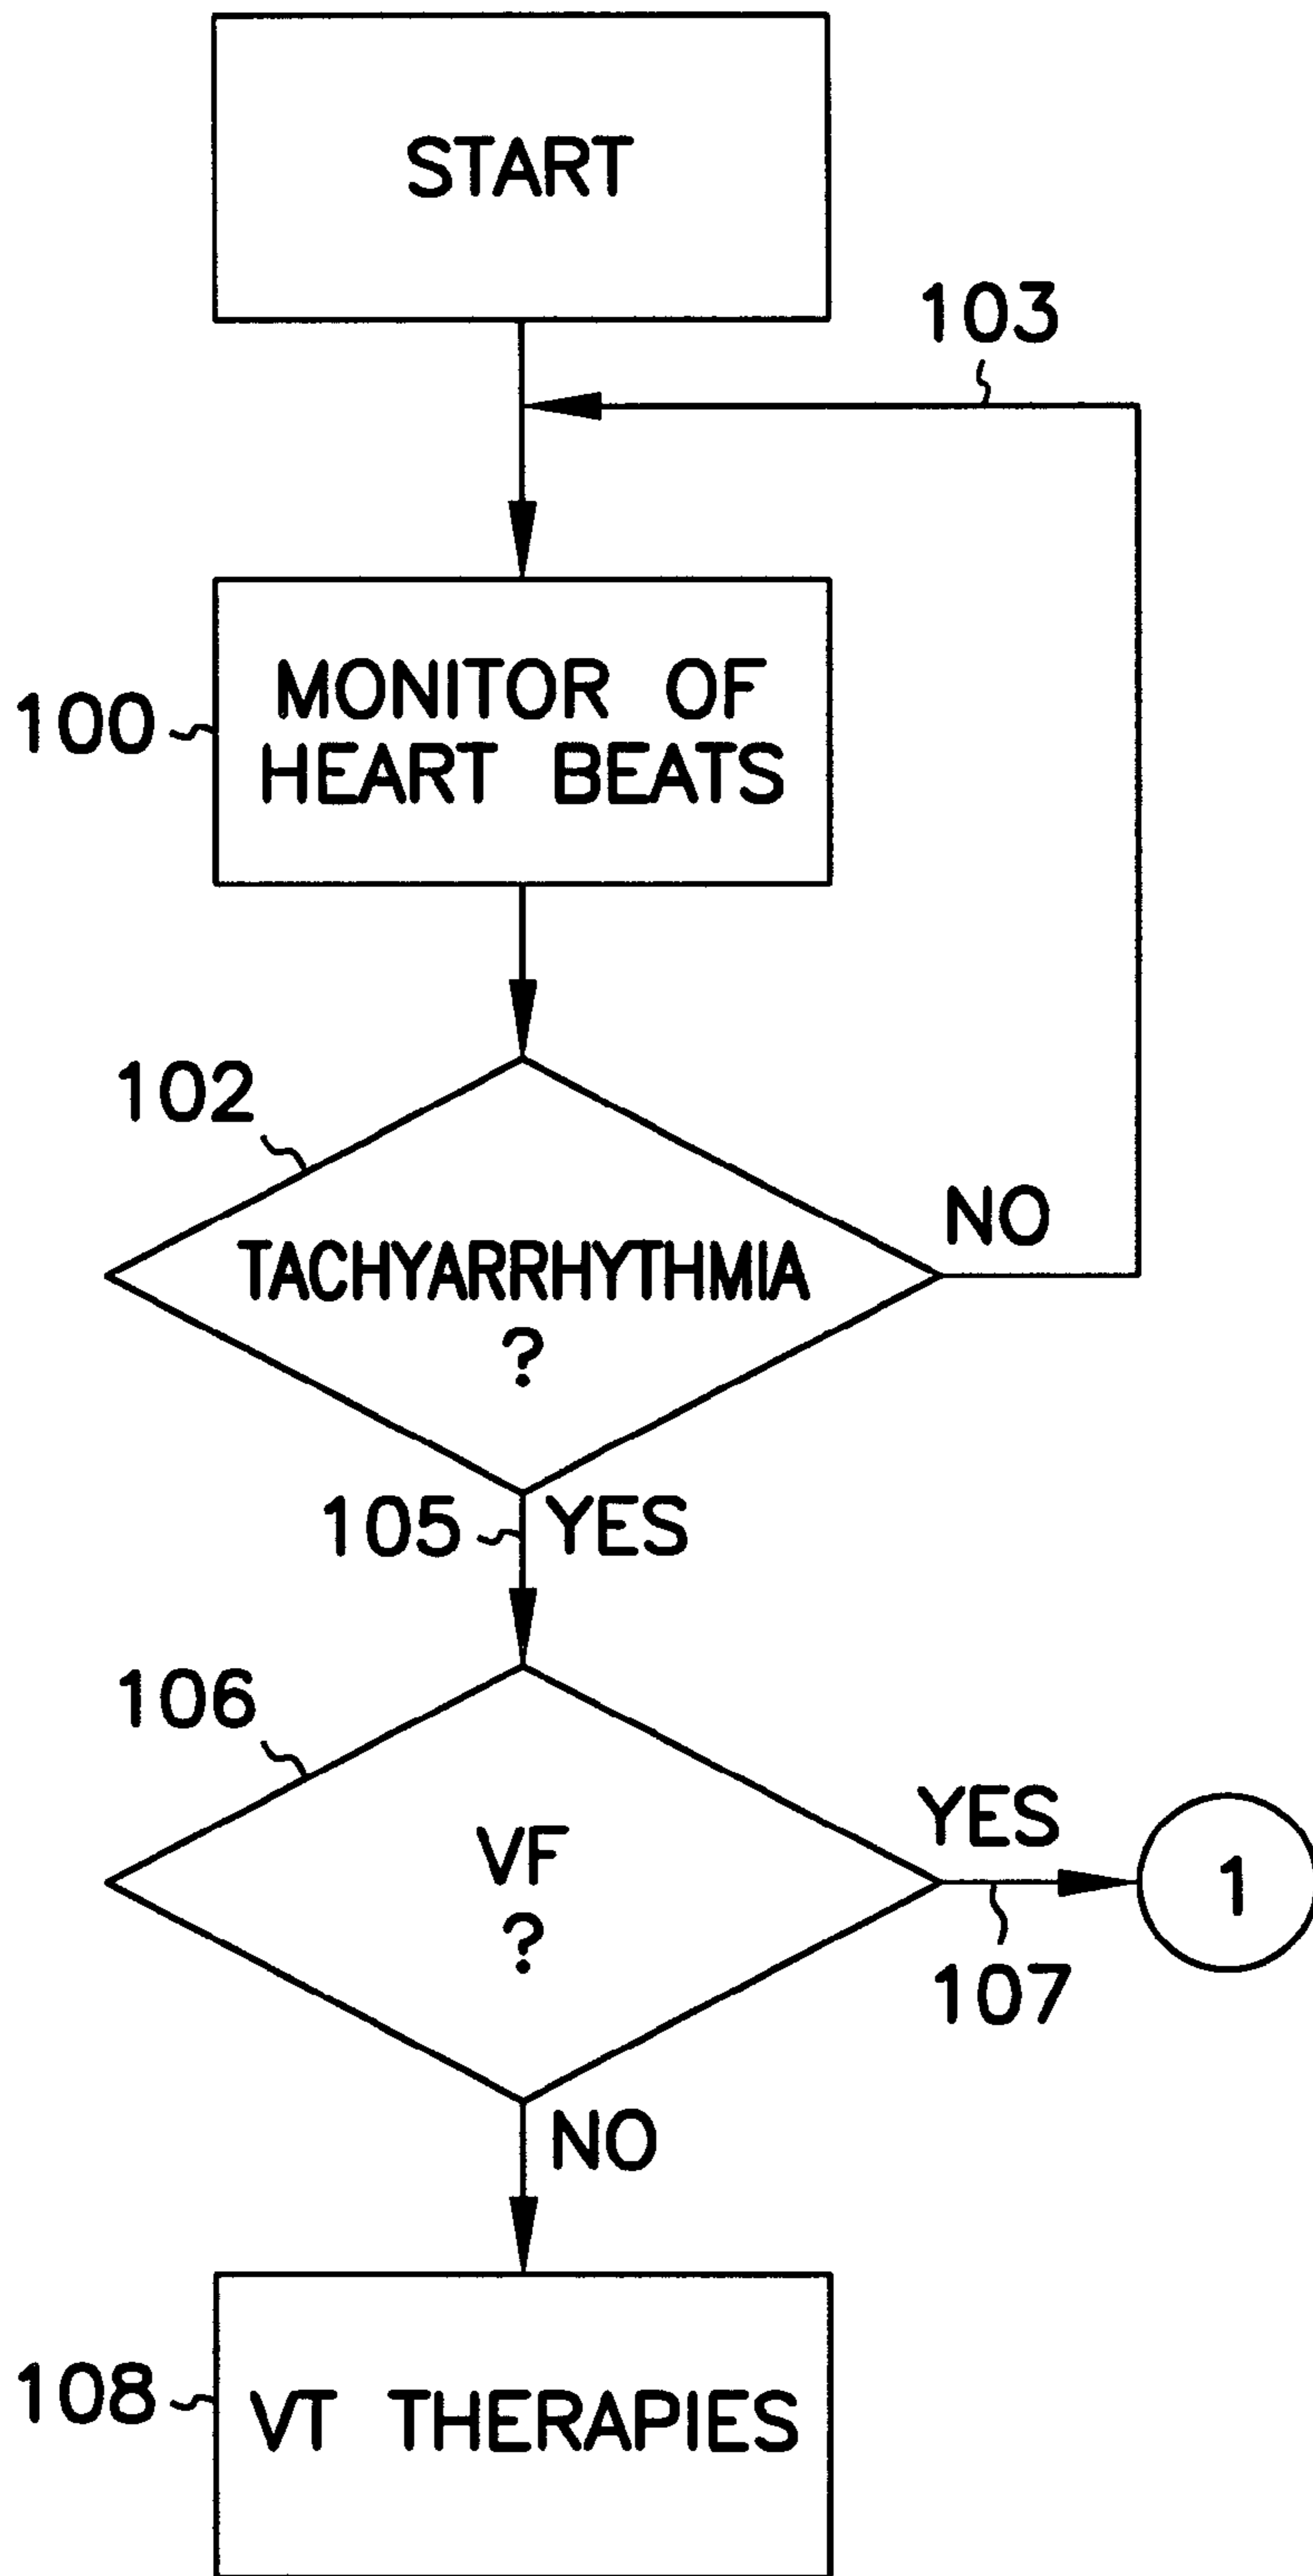 START
103
100
MONITOR OF
HEART BEATS
102
TACHYARRHYTHMIA
?
NO
105
YES
106
VF
?
YES
1
107
NO
108
VT THERAPIES